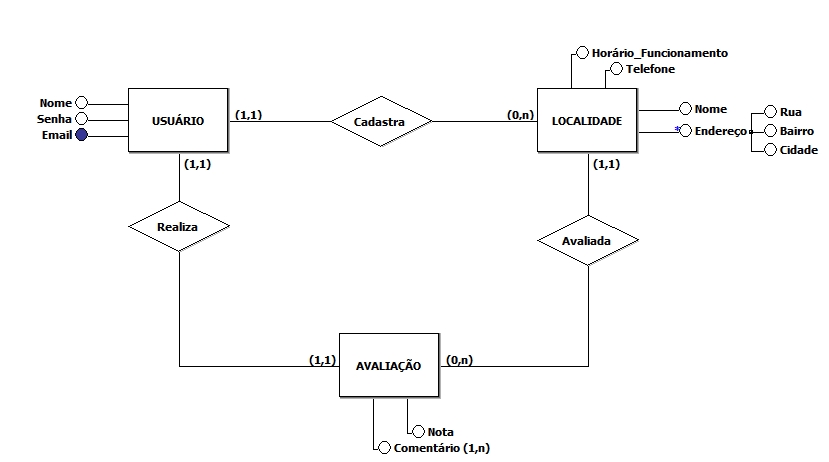 Horário_Funcionamento
Telefone
Nome
Senha
Email
USUÁRIO
(1,1)
Cadastra
(0,n)
LOCALIDADE
Nome
* Endereço
Rua
Bairro
Cidade
(1,1)
(1,1)
Realiza
Avaliada
(1,1)
AVALIAÇÃO
(0,n)
Nota
Comentário (1,n)